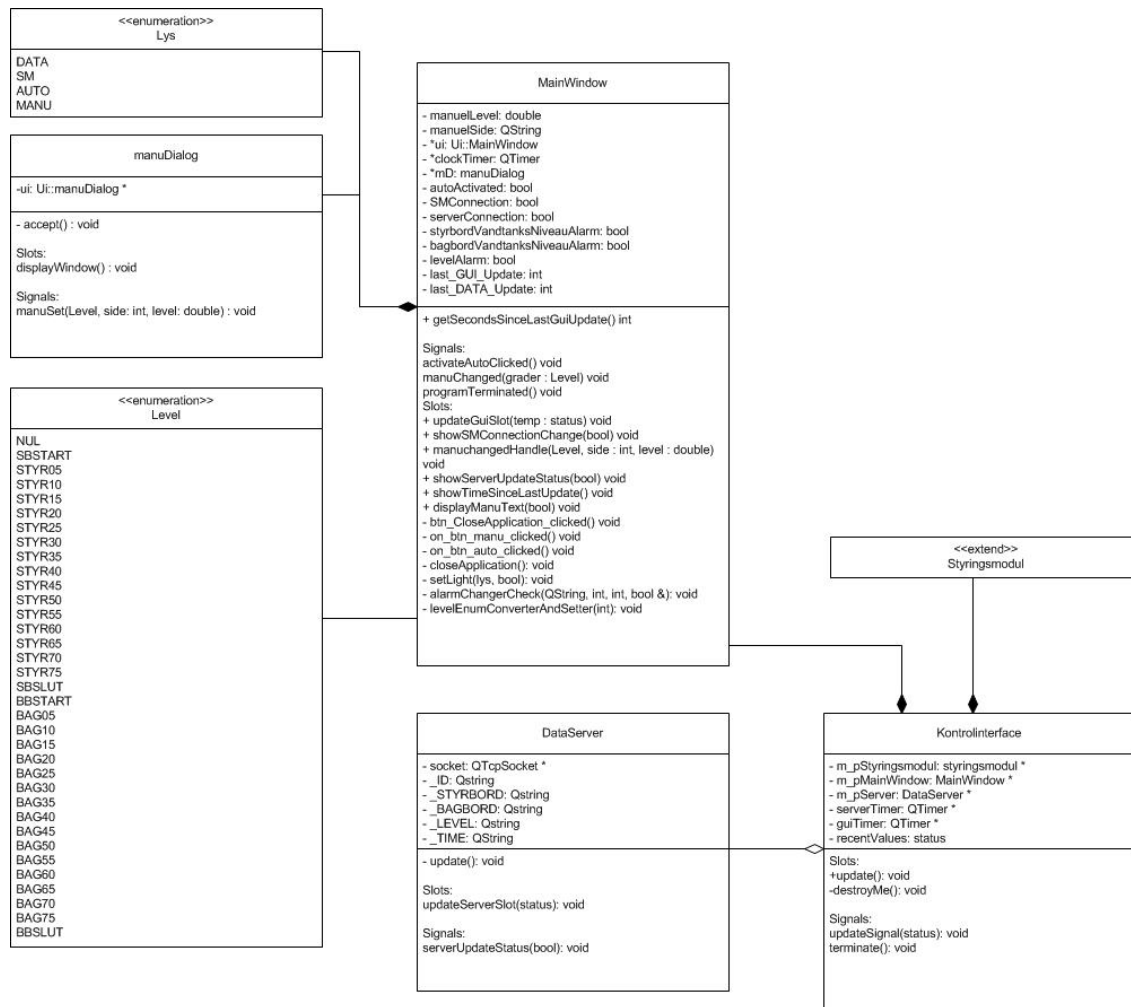 <<enumeration>>
Lys
DATA
SM
AUTO
MANU
manuDialog
-ui: Ui::manuDialog *
- accept() : void
Slots:
displayWindow() : void
Signals:
manuSet(Level, side: int, level: double) : void
<<enumeration>>
Level
NUL
SBSTART
STYR05
STYR10
STYR15
STYR20
STYR25
STYR30
STYR35
STYR40
STYR45
STYR50
STYR55
STYR60
STYR65
STYR70
STYR75
SBSLUT
BBSTART
BAG05
BAG10
BAG15
BAG20
BAG25
BAG30
BAG35
BAG40
BAG45
BAG50
BAG55
BAG60
BAG65
BAG70
BAG75
BBSLUT
MainWindow
- manuelLevel: double
- manuelSide: QString
- *ui: Ui::MainWindow
- *clockTimer: QTimer
- *mD: manuDialog
- autoActivated: bool
- SMConnection: bool
- serverConnection: bool
- styrbordVandtanksNiveauAlarm: bool
- bagbordVandtanksNiveauAlarm: bool
- levelAlarm: bool
- last_GUI_Update: int
- last_DATA_Update: int
+ getSecondsSinceLastGuiUpdate() int
Signals:
activateAutoClicked() void
manuChanged(grader : Level) void
programTerminated() void
Slots:
+ updateGuiSlot(temp : status) void
+ showSMConnectionChange(bool) void
+ manuchangedHandle(Level, side : int, level : double)
void
+ showServerUpdateStatus(bool) void
+ showTimeSinceLastUpdate() void
+ displayManuText(bool) void
- btn_CloseApplication_clicked() void
- on_btn_manu_clicked() void
- on_btn_auto_clicked() void
- closeApplication(): void
- setLight(lys, bool): void
- alarmChangerCheck(QString, int, int, bool &): void
- levelEnumConverterAndSetter(int): void
<<extend>>
Styringsmodul
DataServer
- socket: QTcpSocket *
- _ID: Qstring
- _STYRBORD: Qstring
- _BAGBORD: Qstring
- _LEVEL: Qstring
- _TIME: QString
- update(): void
Slots:
updateServerSlot(status): void
Signals:
serverUpdateStatus(bool): void
Kontrolinterface
- m_pStyringsmodul: styringsmodul *
- m_pMainWindow: MainWindow *
- m_pServer: DataServer *
- serverTimer: QTimer *
- guiTimer: QTimer *
- recentValues: status
Slots:
+update(): void
-destroyMe(): void
Signals:
updateSignal(status): void
terminate(): void